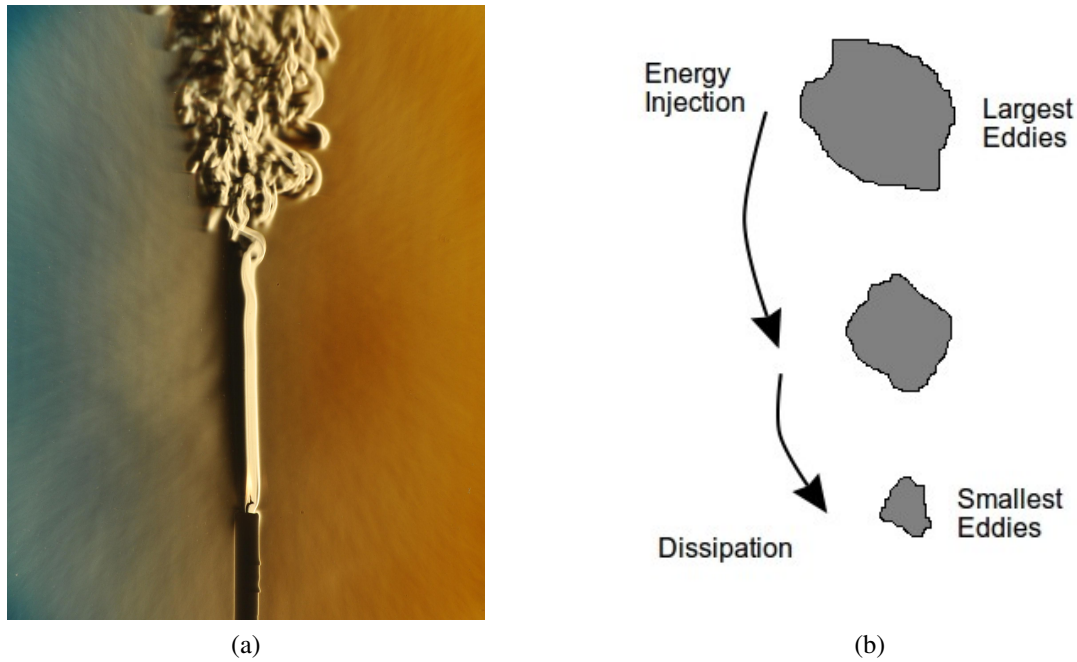 Energy
Injection
Largest
Eddies
Smallest
Eddies
Dissipation
(a)
(b)